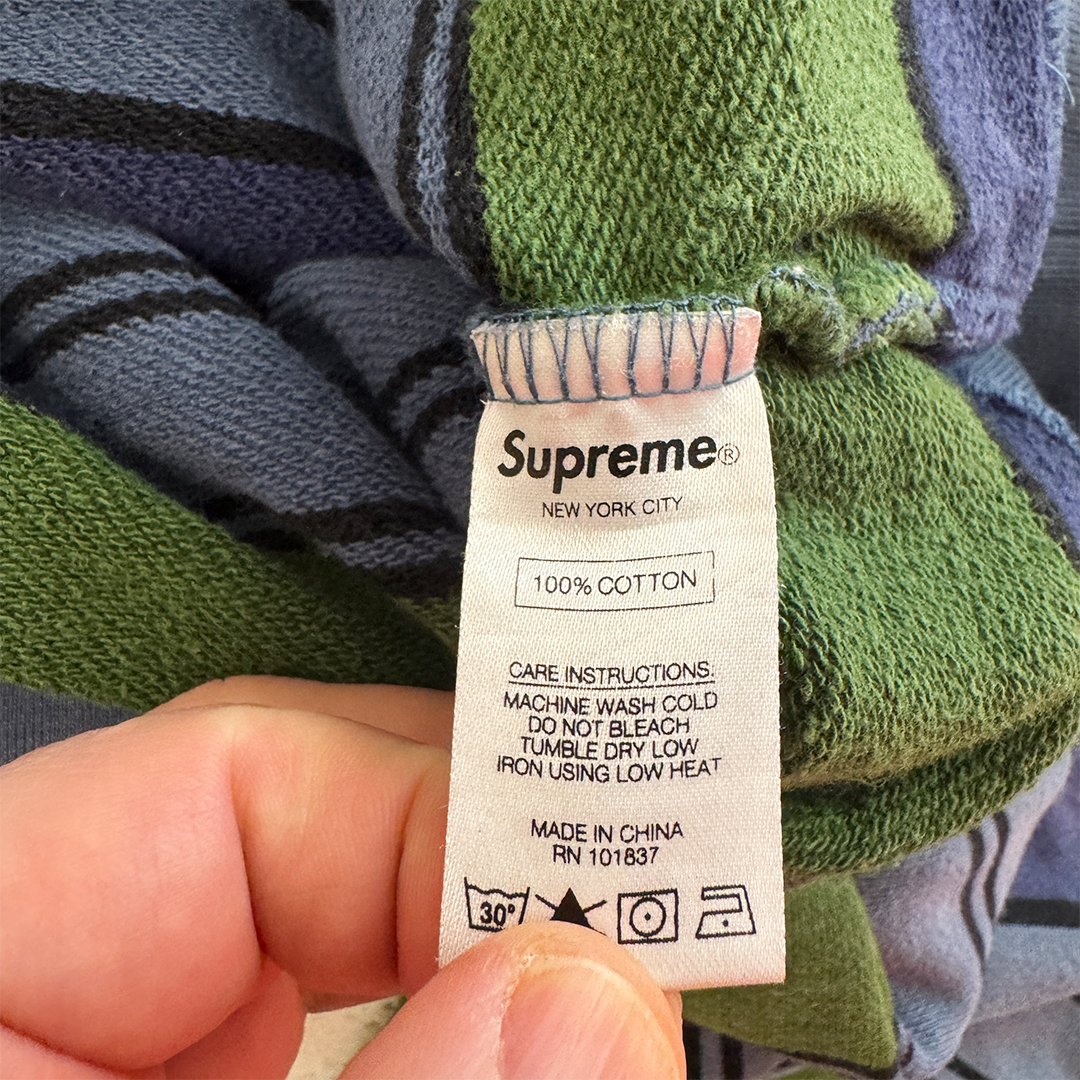 Supreme®
NEW YORK CITY
100% COTTON
CARE INSTRUCTIONS.
MACHINE WASH COLD
DO NOT BLEACH
TUMBLE DRY LOW
IRON USING LOW HEAT
MADE IN CHINA
RN 101837
30°